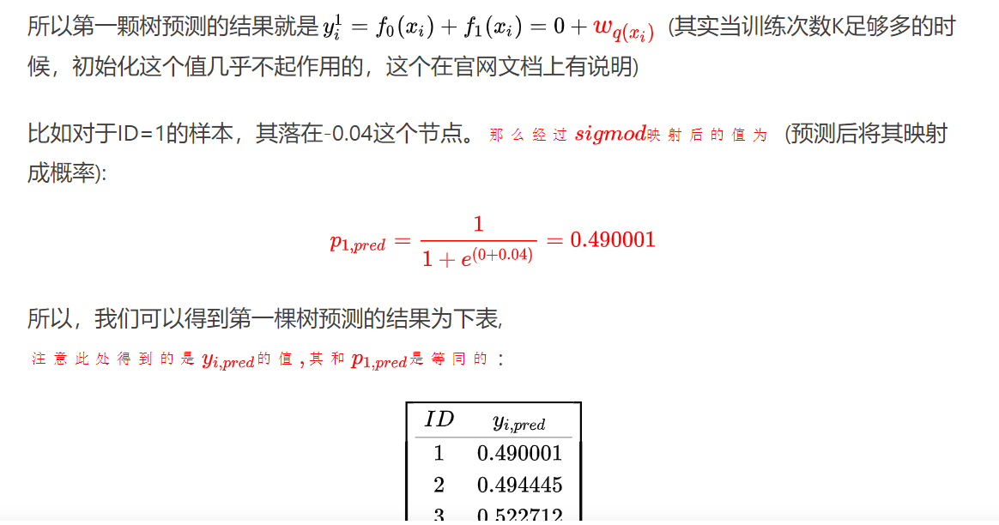 所以第一颗树预测的结果就是 y_i^1 = f_0(x_i) + f_1(x_i) = 0 + w_{q(x_i)} (其实当训练次数K足够多的时
候，初始化这个值几乎不起作用的，这个在官网文档上有说明)
比如对于ID=1的样本，其落在-0.04这个节点。那么经过sigmod映射后的值为 (预测后将其映射
成概率):
p_{1,pred} = \frac{1}{1 + e^{(0+0.04)}} = 0.490001
所以，我们可以得到第一棵树预测的结果为下表,
注意此处得到的是 y_{i,pred} 的值,其和 p_{1,pred} 是等同的：
ID y_{i,pred}
1 0.490001
2 0.494445
3 0.522712